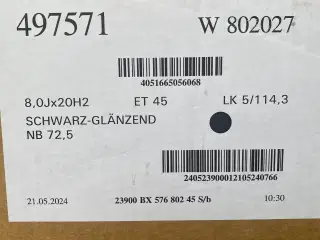 497571 W 802027
4051665056068
8,0Jx20H2 ET 45 LK 5/114,3
SCHWARZ-GLÄNZEND
NB 72,5
2405239000012105240766
21.05.2024 23900 BX 576 802 45 S/b 10:30